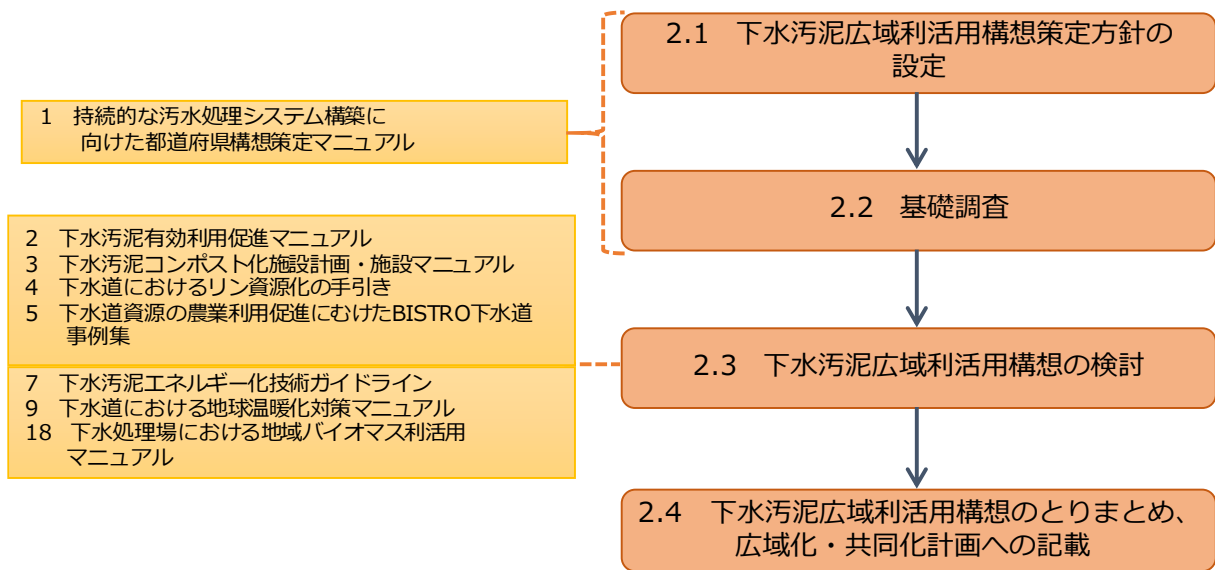 2.1 下水汚泥広域利活用構想策定方針の
設定
1 持続的な汚水処理システム構築に
向けた都道府県構想策定マニュアル
2.2 基礎調査
2 下水汚泥有効利用促進マニュアル
3 下水汚泥コンポスト化施設計画・施設マニュアル
4 下水道におけるリン資源化の手引き
5 下水道資源の農業利用促進にむけたBISTRO下水道
事例集
2.3 下水汚泥広域利活用構想の検討
7 下水汚泥エネルギー化技術ガイドライン
9 下水道における地球温暖化対策マニュアル
18 下水処理場における地域バイオマス利活用
マニュアル
2.4 下水汚泥広域利活用構想のとりまとめ、
広域化・共同化計画への記載